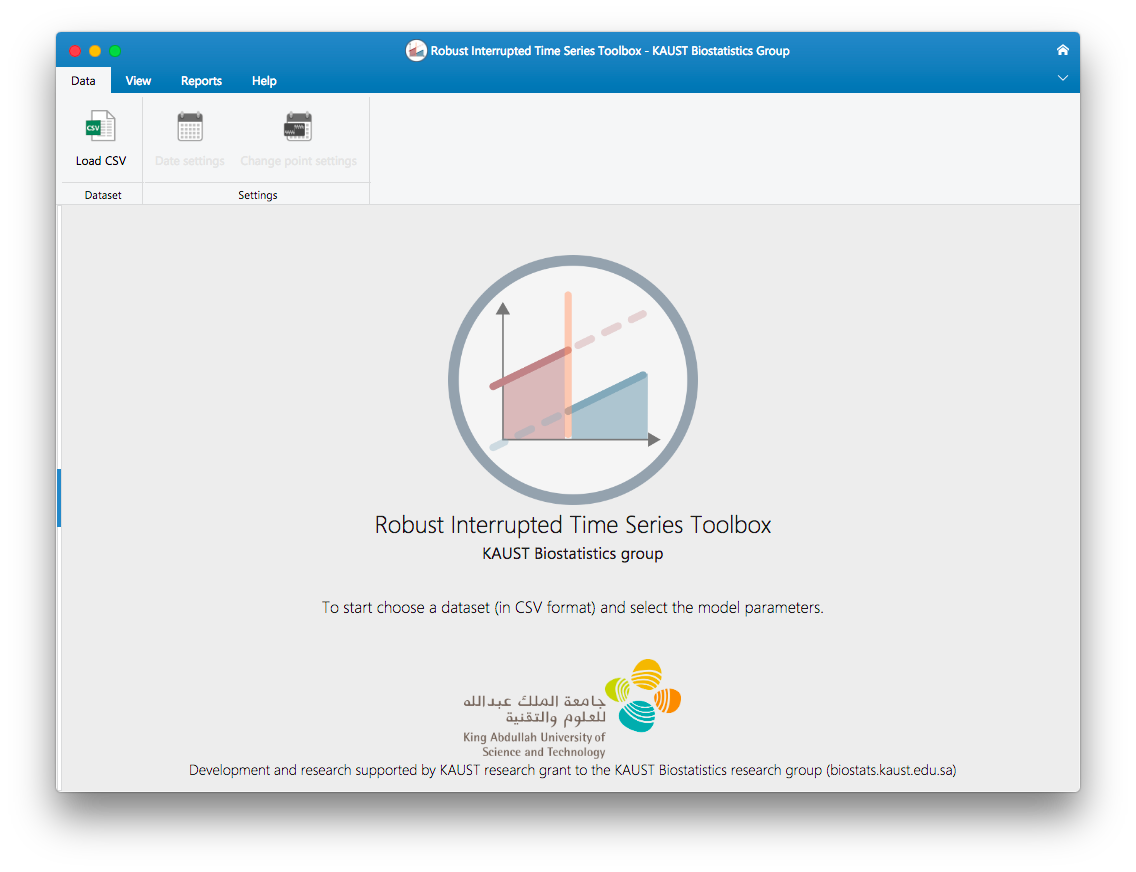 Robust Interrupted Time Series Toolbox - KAUST Biostatistics Group
Data View Reports Help
CSV
Load CSV Date settings Change point settings
Dataset Settings
Robust Interrupted Time Series Toolbox
KAUST Biostatistics group
To start choose a dataset (in CSV format) and select the model parameters.
جامعة الملك عبدالله
للعلوم والتقنية
King Abdullah University of
Science and Technology
Development and research supported by KAUST research grant to the KAUST Biostatistics research group (biostats.kaust.edu.sa)